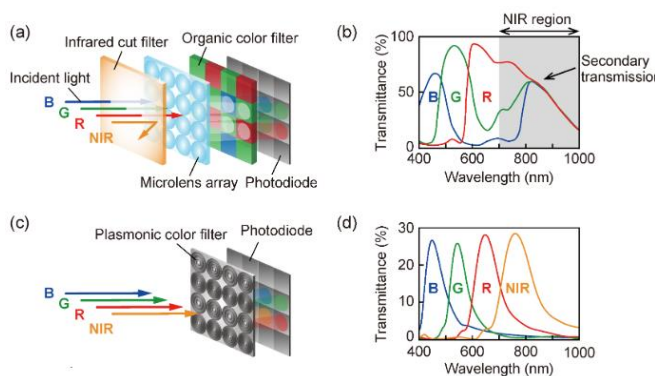 (a)
Infrared cut filter
Organic color filter
Incident light
B
G
R
NIR
Microlens array
Photodiode
(b)
NIR region
Secondary
transmission
Transmittance (%)
100
50
0
B
G
R
400
600
800
1000
Wavelength (nm)
(c)
Plasmonic color filter
Photodiode
B
G
R
NIR
(d)
Transmittance (%)
30
20
10
0
B
G
R
NIR
400
600
800
1000
Wavelength (nm)